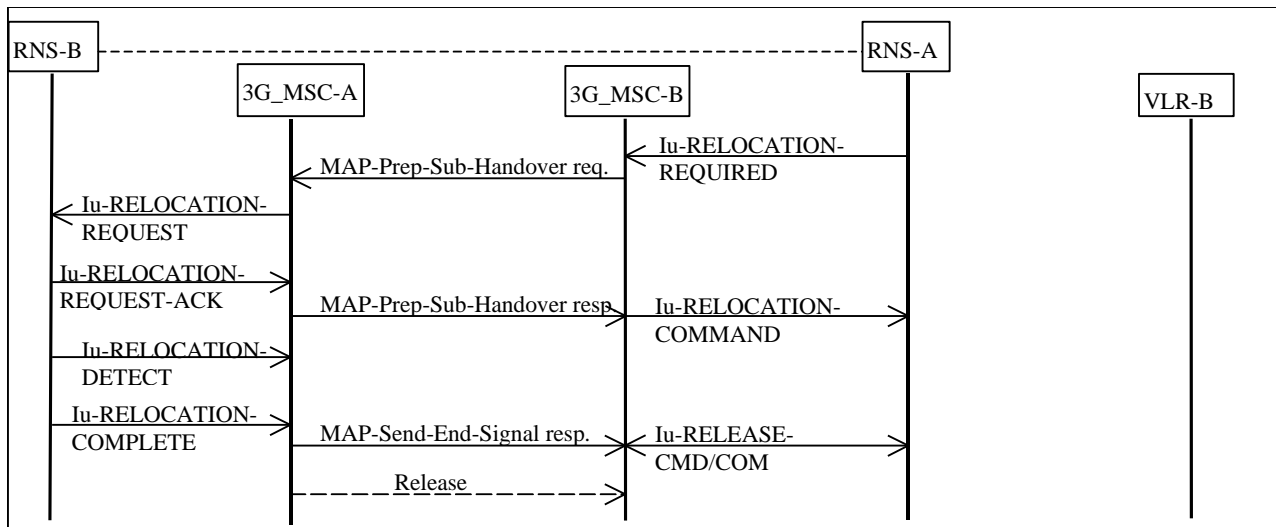 RNS-B
RNS-A
3G_MSC-A
3G_MSC-B
VLR-B
Iu-RELOCATION-
REQUIRED
MAP-Prep-Sub-Handover req.
Iu-RELOCATION-
REQUEST
Iu-RELOCATION-
REQUEST-ACK
MAP-Prep-Sub-Handover resp
Iu-RELOCATION-
COMMAND
Iu-RELOCATION-
DETECT
Iu-RELOCATION-
COMPLETE
MAP-Send-End-Signal resp.
Iu-RELEASE-
CMD/COM
Release